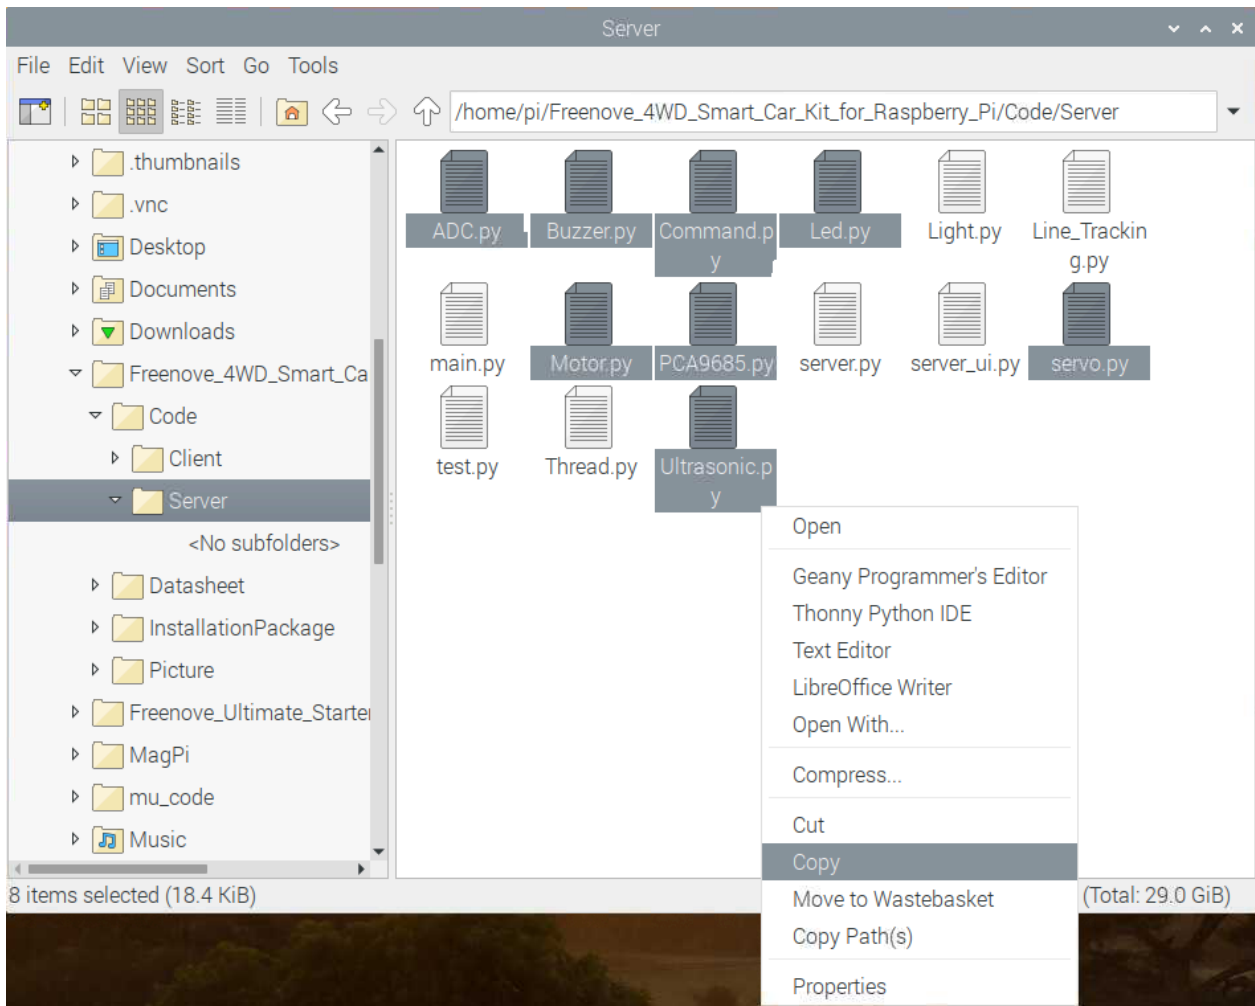 Server
File Edit View Sort Go Tools
/home/pi/Freenove_4WD_Smart_Car_Kit_for_Raspberry_Pi/Code/Server
.thumbnails
.vnc
Desktop
Documents
Downloads
Freenove_4WD_Smart_Ca
Code
Client
Server
<No subfolders>
Datasheet
InstallationPackage
Picture
Freenove_Ultimate_Starter
MagPi
mu_code
Music
ADC.py Buzzer.py Command.p Led.py Light.py Line_Trackin
y g.py
main.py Motor.py PCA9685.py server.py server_ui.py servo.py
test.py Thread.py Ultrasonic.p
y
Open
Geany Programmer's Editor
Thonny Python IDE
Text Editor
LibreOffice Writer
Open With...
Compress...
Cut
Copy
Move to Wastebasket
Copy Path(s)
Properties
8 items selected (18.4 KiB) (Total: 29.0 GiB)